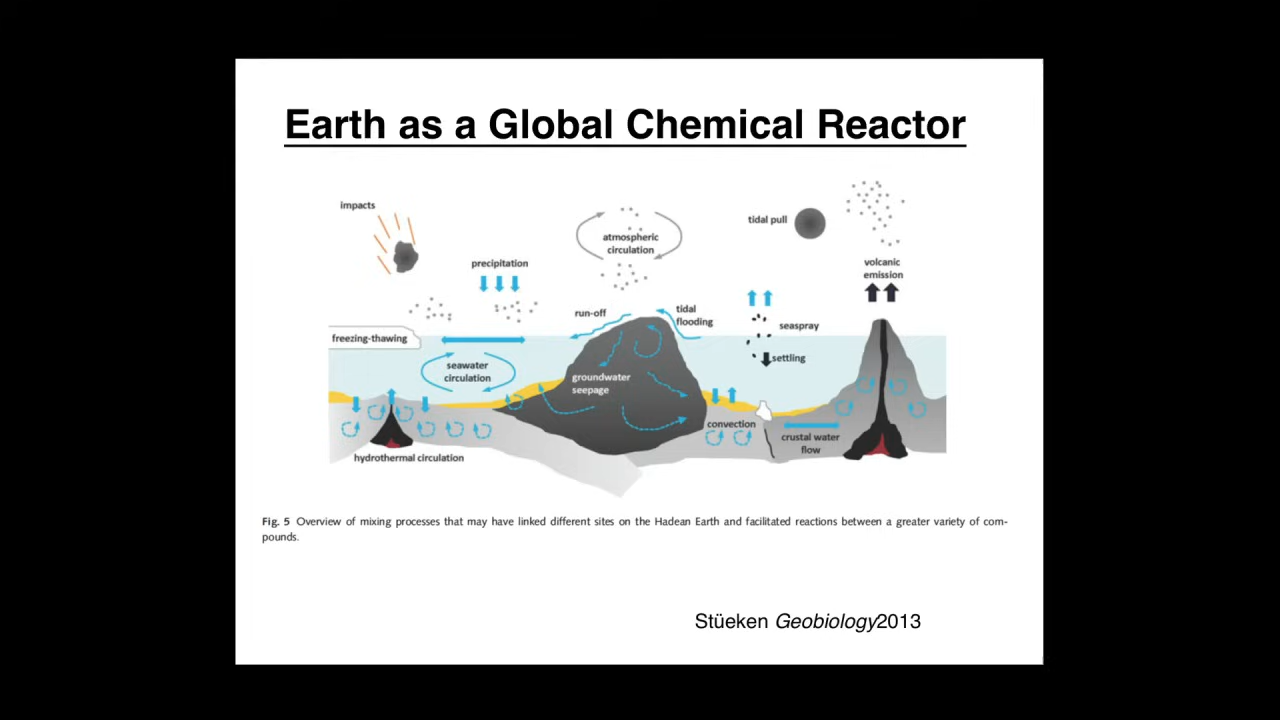 Earth as a Global Chemical Reactor
impacts
precipitation
atmospheric
circulation
tidal pull
volcanic
emission
run-off
tidal
flooding
seaspray
freezing-thawing
settling
seawater
circulation
groundwater
seepage
convection
crustal water
flow
hydrothermal circulation
Fig. 5 Overview of mixing processes that may have linked different sites on the Hadean Earth and facilitated reactions between a greater variety of com-
pounds.
Stüeken Geobiology2013